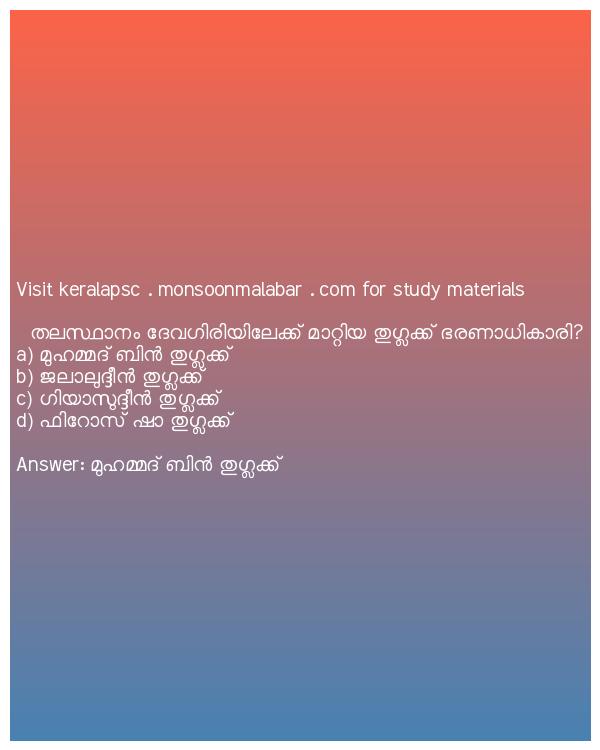 Visit keralapsc . monsoonmalabar . com for study materials
തലസ്ഥാനം ദേവഗിരിയിലേക്ക് മാറ്റിയ തുഗ്ലക്ക് ഭരണാധികാരി?
a) മുഹമ്മദ് ബിൻ തുഗ്ലക്ക്
b) ജലാലുദ്ദീൻ തുഗ്ലക്ക്
c) ഗിയാസുദ്ദീൻ തുഗ്ലക്ക്
d) ഫിറോസ് ഷാ തുഗ്ലക്ക്
Answer: മുഹമ്മദ് ബിൻ തുഗ്ലക്ക്